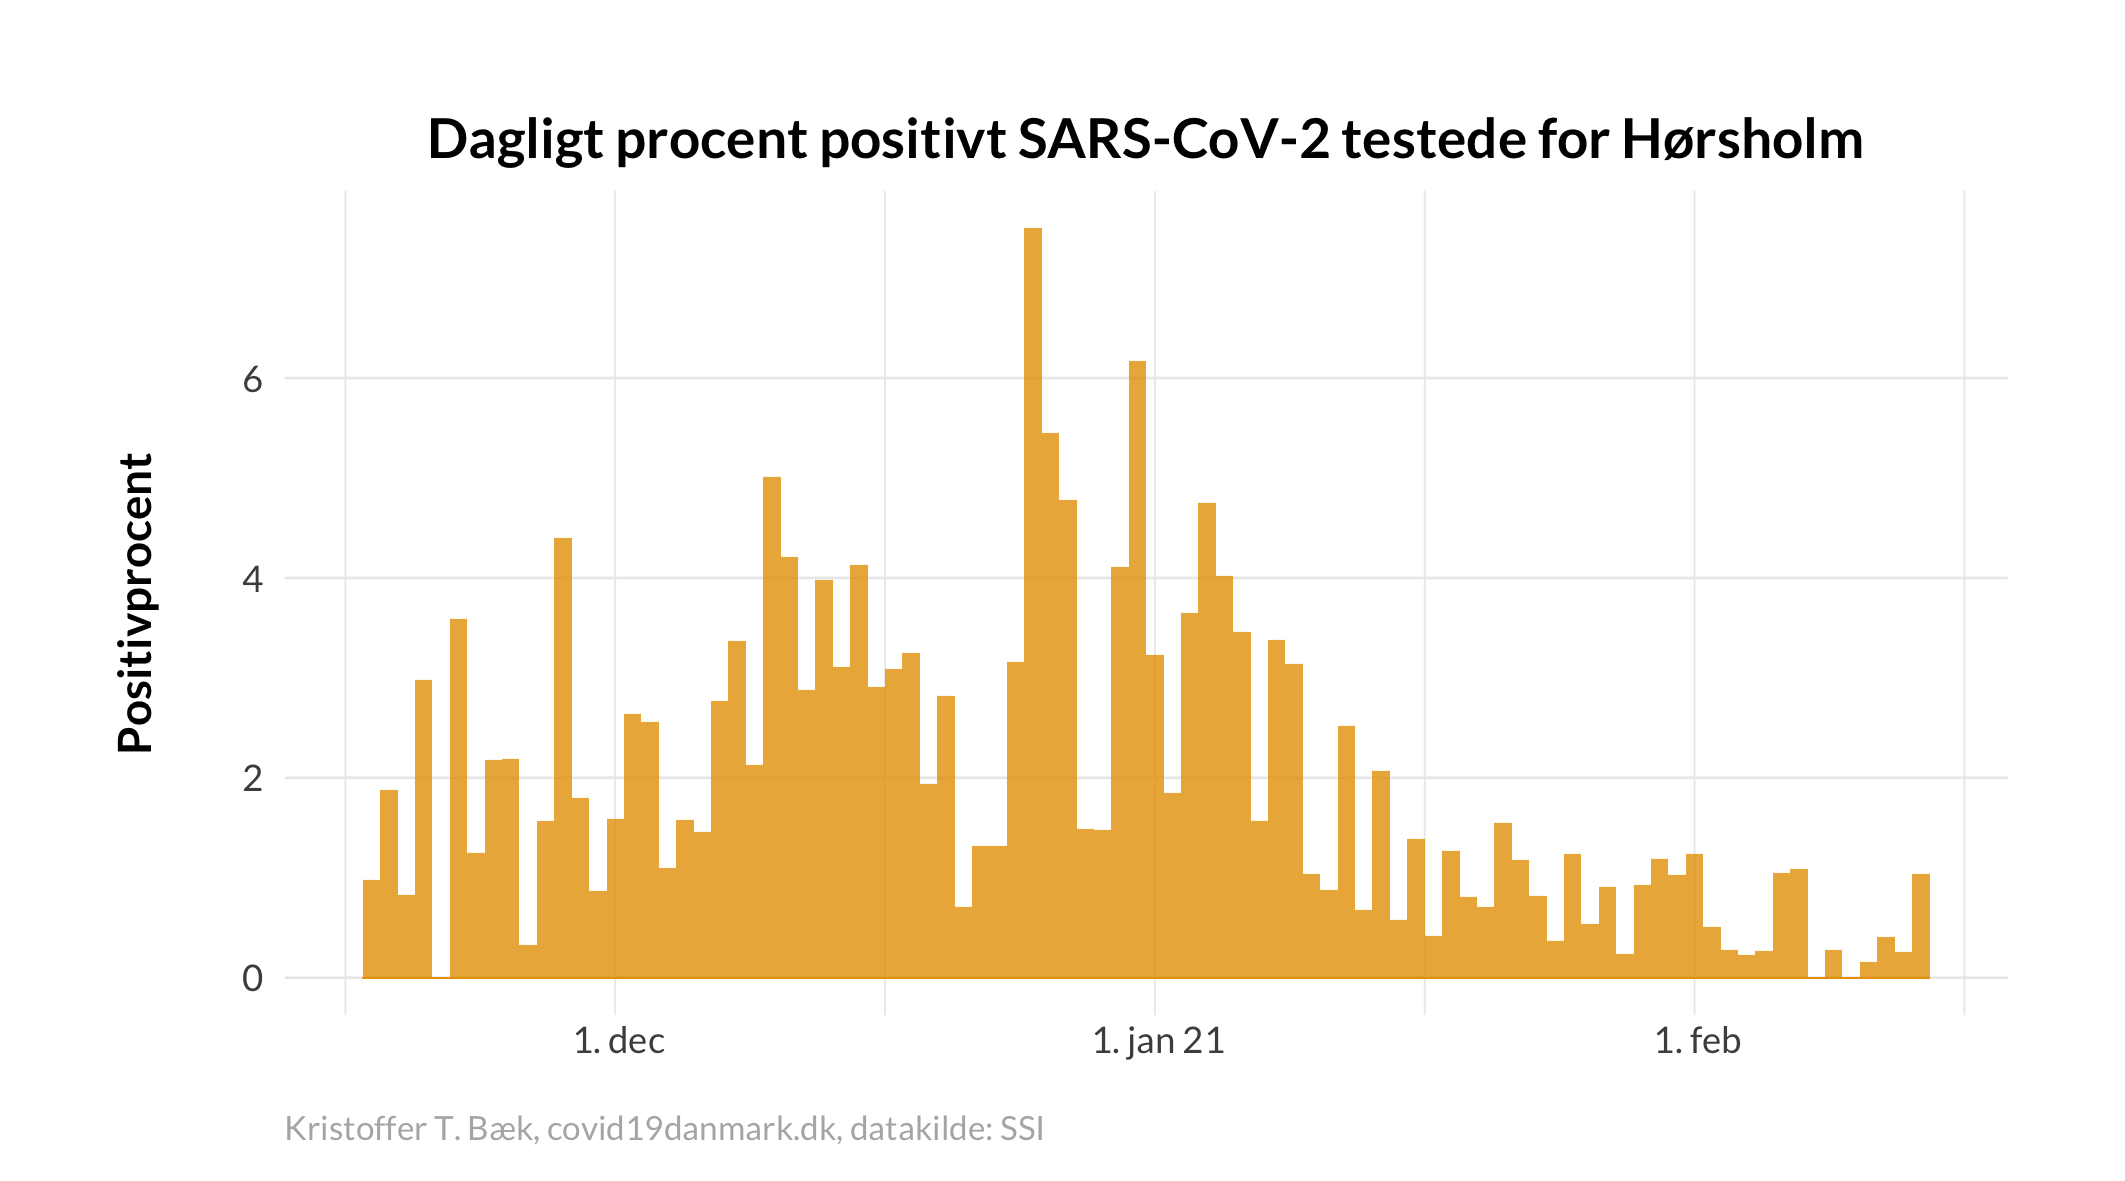 Dagligt procent positivt SARS-CoV-2 testede for Hørsholm
Positivprocent
6
4
2
0
1. dec
1. jan 21
1. feb
Kristoffer T. Bæk, covid19danmark.dk, datakilde: SSI